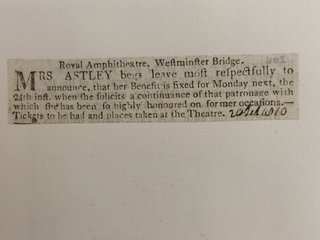 Royal Amphitheatre, Westminster Bridge.
MRS ASTLEY begs leave most respectfully to
announce, that her Benefit is fixed for Monday next, the
24th inst. when she solicits a continuance of that patronage with
which she has been so highly honoured on former occasions.—
Tickets to be had and places taken at the Theatre.